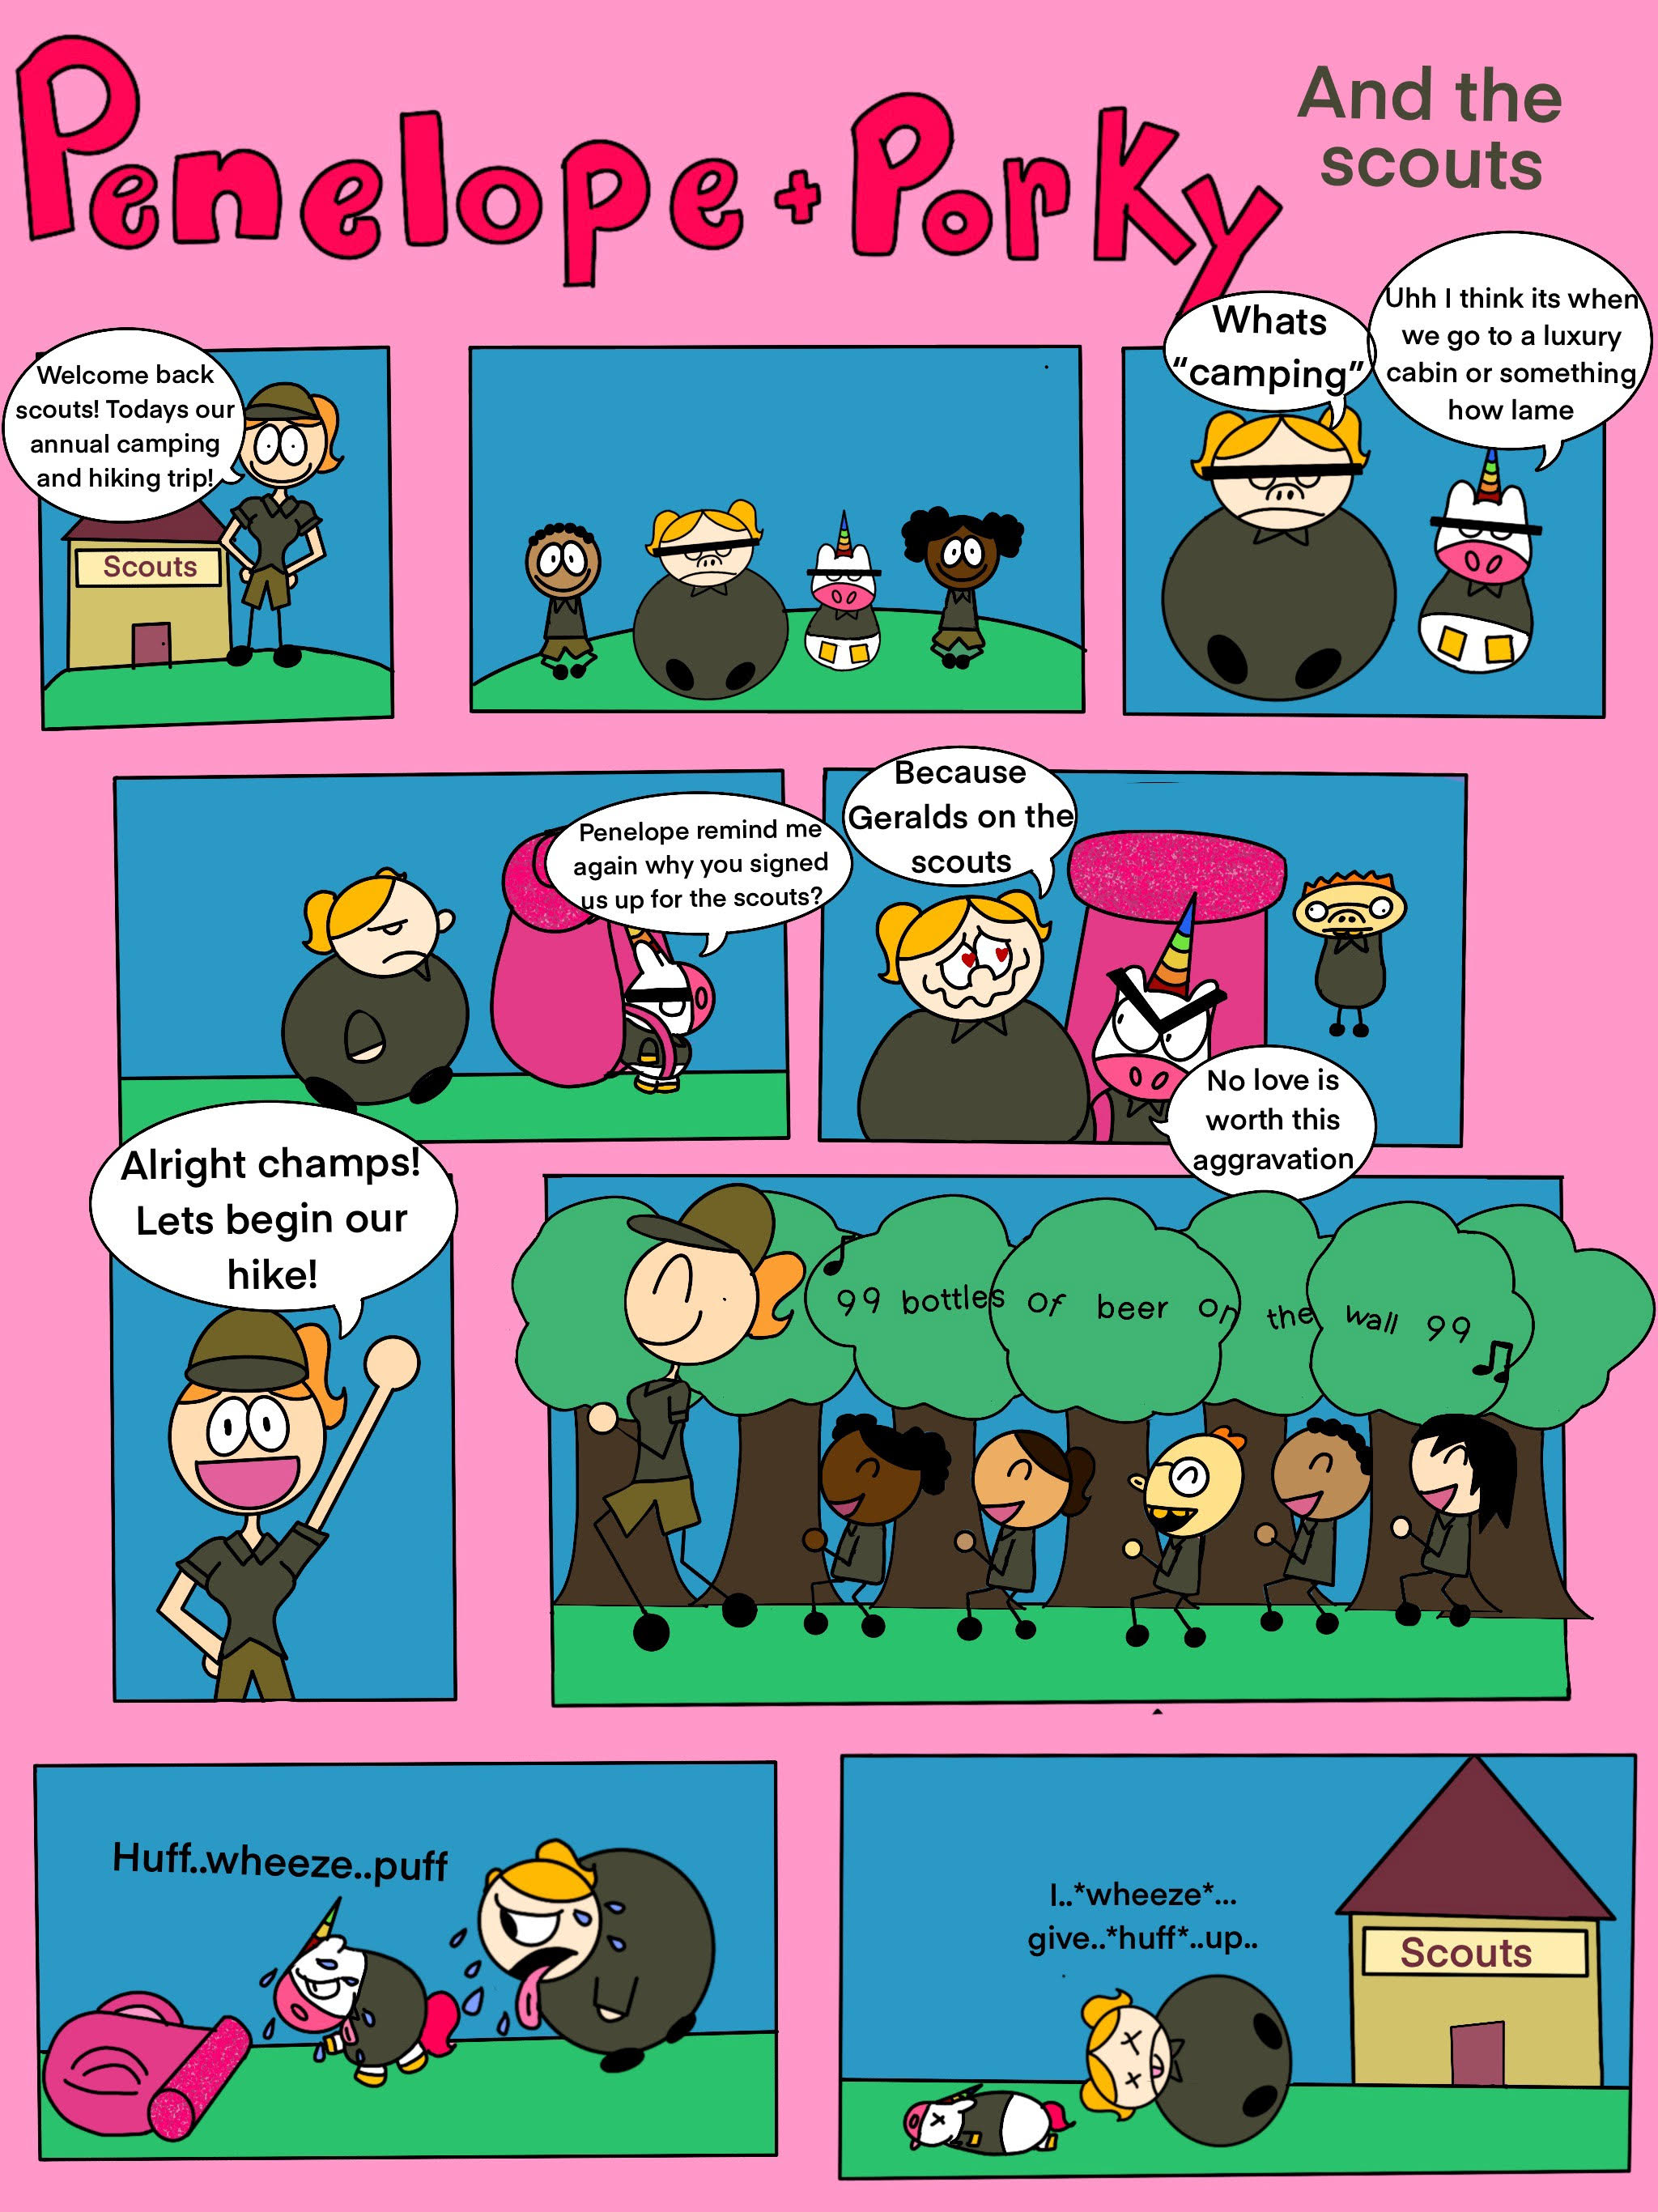 Penelope + Porky
And the
scouts
Welcome back
scouts! Todays our
annual camping
and hiking trip!
Scouts
Whats
“camping”
Uhh I think its when
we go to a luxury
cabin or something
how lame
Penelope remind me
again why you signed
us up for the scouts?
Because
Geralds on the
scouts
No love is
worth this
aggravation
Alright champs!
Lets begin our
hike!
99 bottles of beer on the wall 99
Huff..wheeze..puff
I..*wheeze*...
give..*huff*..up..
Scouts